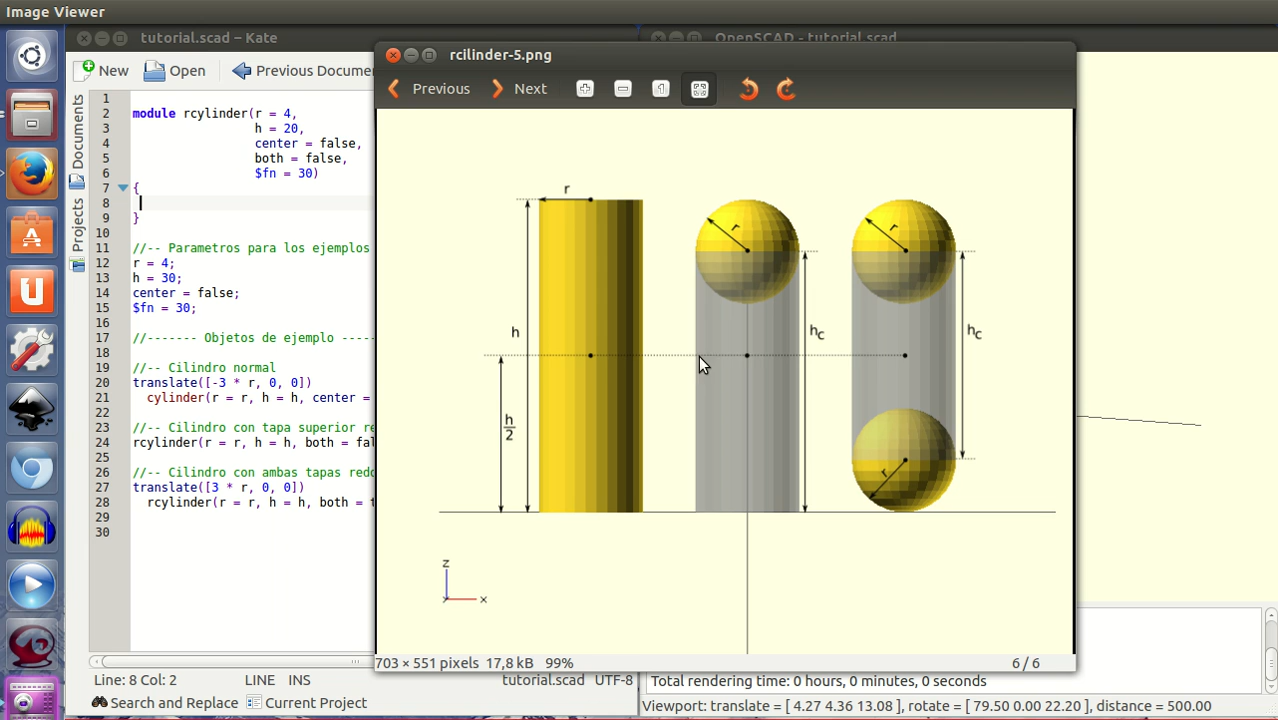 Image Viewer
tutorial.scad – Kate
OpenSCAD - tutorial.scad
rcilinder-5.png
New
Open
Previous Documen
Previous
Next
Documents
Projects
1
2 module rcylinder(r = 4,
3 h = 20,
4 center = false,
5 both = false,
6 $fn = 30)
7 {
8
9 }
10
11 //-- Parametros para los ejemplos
12 r = 4;
13 h = 30;
14 center = false;
15 $fn = 30;
16
17 //------- Objetos de ejemplo -----
18
19 //-- Cilindro normal
20 translate([-3 * r, 0, 0])
21 cylinder(r = r, h = h, center =
22
23 //-- Cilindro con tapa superior re
24 rcylinder(r = r, h = h, both = fal
25
26 //-- Cilindro con ambas tapas redo
27 translate([3 * r, 0, 0])
28 rcylinder(r = r, h = h, both = t
29
30
r
r
r
h
hc
hc
h
2
r
z
x
703 × 551 pixels 17,8 kB 99%
6 / 6
Line: 8 Col: 2
LINE
INS
tutorial.scad
UTF-8
Search and Replace
Current Project
Total rendering time: 0 hours, 0 minutes, 0 seconds
Viewport: translate = [ 4.27 4.36 13.08 ], rotate = [ 79.50 0.00 22.20 ], distance = 500.00